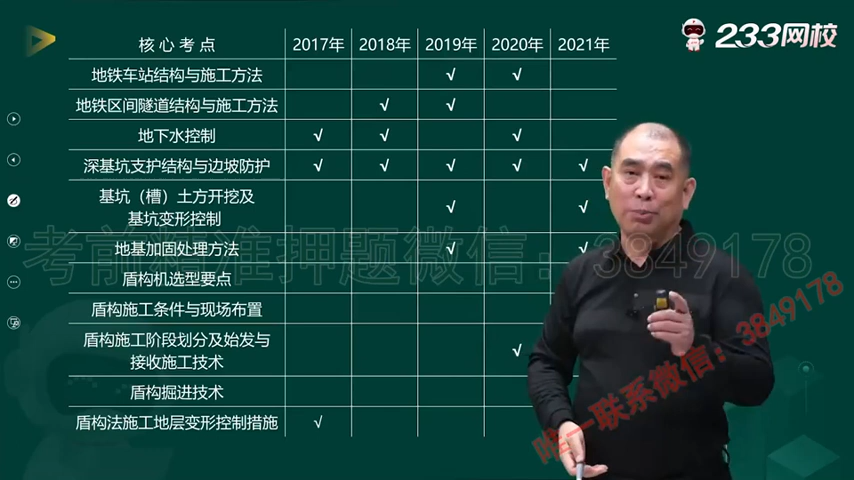 233网校
核心考点 2017年 2018年 2019年 2020年 2021年
地铁车站结构与施工方法 √ √
地铁区间隧道结构与施工方法 √ √
地下水控制 √ √ √
深基坑支护结构与边坡防护 √ √ √ √ √
基坑（槽）土方开挖及
基坑变形控制 √ √
地基加固处理方法 √ √
盾构机选型要点
盾构施工条件与现场布置
盾构施工阶段划分及始发与
接收施工技术 √
盾构掘进技术
盾构法施工地层变形控制措施 √
考前精准押题微信：3849178
唯一联系微信：3849178